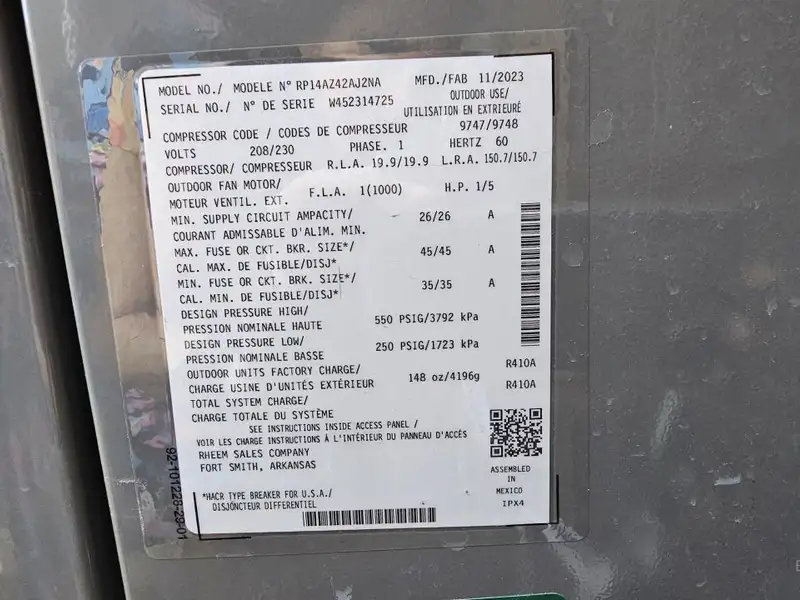 MODEL NO./ MODELE N° RP14AZ42AJ2NA MFD./FAB 11/2023
SERIAL NO./ N° DE SERIE W452314725 OUTDOOR USE/
UTILISATION EN EXTRIEURÉ
COMPRESSOR CODE / CODES DE COMPRESSEUR 9747/9748
VOLTS 208/230 PHASE. 1 HERTZ 60
COMPRESSOR/ COMPRESSEUR R.L.A. 19.9/19.9 L.R.A. 150.7/150.7
OUTDOOR FAN MOTOR/
MOTEUR VENTIL. EXT. F.L.A. 1(1000) H.P. 1/5
MIN. SUPPLY CIRCUIT AMPACITY/ 26/26 A
COURANT ADMISSABLE D'ALIM. MIN.
MAX. FUSE OR CKT. BKR. SIZE*/ 45/45 A
CAL. MAX. DE FUSIBLE/DISJ*
MIN. FUSE OR CKT. BRK. SIZE*/ 35/35 A
CAL. MIN. DE FUSIBLE/DISJ*
DESIGN PRESSURE HIGH/
PRESSION NOMINALE HAUTE 550 PSIG/3792 kPa
DESIGN PRESSURE LOW/
PRESSION NOMINALE BASSE 250 PSIG/1723 kPa
OUTDOOR UNITS FACTORY CHARGE/ R410A
CHARGE USINE D'UNITÉS EXTÉRIEUR 148 oz/4196g R410A
TOTAL SYSTEM CHARGE/
CHARGE TOTALE DU SYSTÈME
SEE INSTRUCTIONS INSIDE ACCESS PANEL /
VOIR LES CHARGE INSTRUCTIONS À L'INTÉRIEUR DU PANNEAU D'ACCÈS
RHEEM SALES COMPANY
FORT SMITH, ARKANSAS
ASSEMBLED
IN
MEXICO
IPX4
*HACR TYPE BREAKER FOR U.S.A./
DISJONCTEUR DIFFERENTIEL
92-101228-29-01